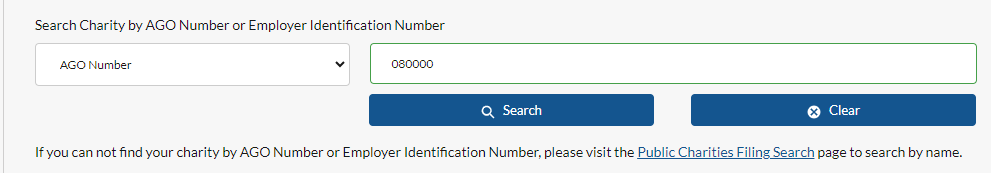 Search Charity by AGO Number or Employer Identification Number
AGO Number 080000
Search Clear
If you can not find your charity by AGO Number or Employer Identification Number, please visit the Public Charities Filing Search page to search by name.